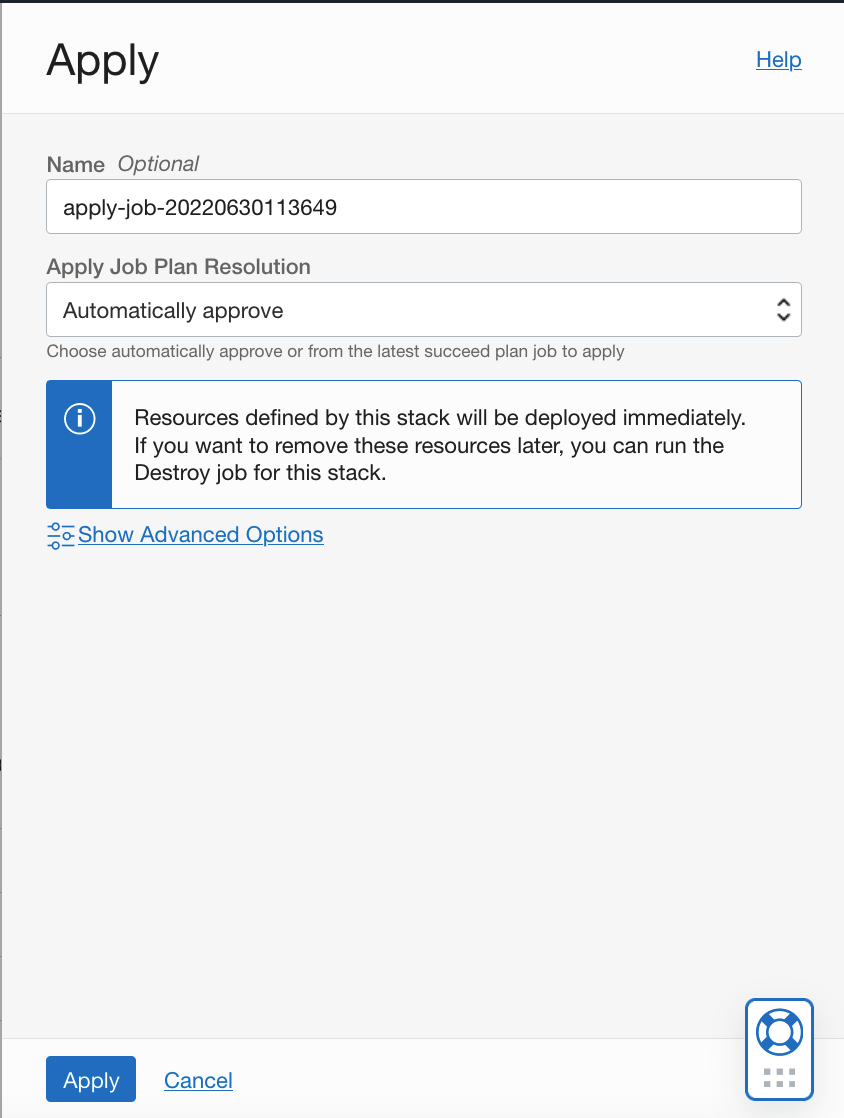 Apply
Help
Name Optional
apply-job-20220630113649
Apply Job Plan Resolution
Automatically approve
Choose automatically approve or from the latest succeed plan job to apply
Resources defined by this stack will be deployed immediately.
If you want to remove these resources later, you can run the
Destroy job for this stack.
Show Advanced Options
Apply
Cancel